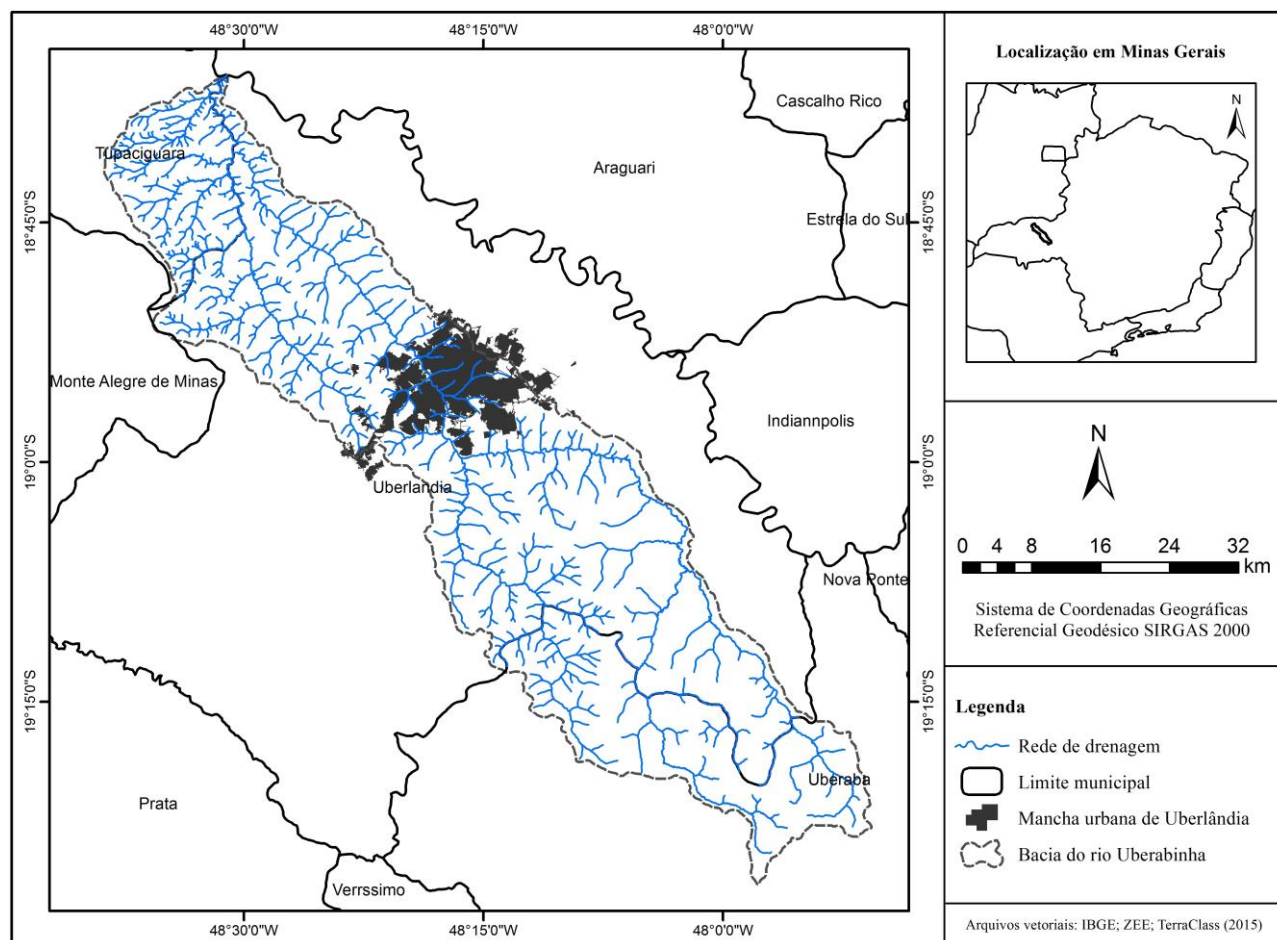 48°30'0"W 48°15'0"W 48°00'0"W
Cascalho Rico
Tupaciguara
Araguari
Estrela do Sul
18°45'0"S 18°45'0"S
Monte Alegre de Minas
Indiannpolis
19°0'0"S 19°0'0"S
Uberlandia
Nova Ponte
19°15'0"S 19°15'0"S
Uberaba
Prata
Verrssimo
48°30'0"W 48°15'0"W 48°00'0"W
Localização em Minas Gerais
N
N
0 4 8 16 24 32
km
Sistema de Coordenadas Geográficas
Referencial Geodésico SIRGAS 2000
Legenda
Rede de drenagem
Limite municipal
Mancha urbana de Uberlândia
Bacia do rio Uberabinha
Arquivos vetoriais: IBGE; ZEE; TerraClass (2015)